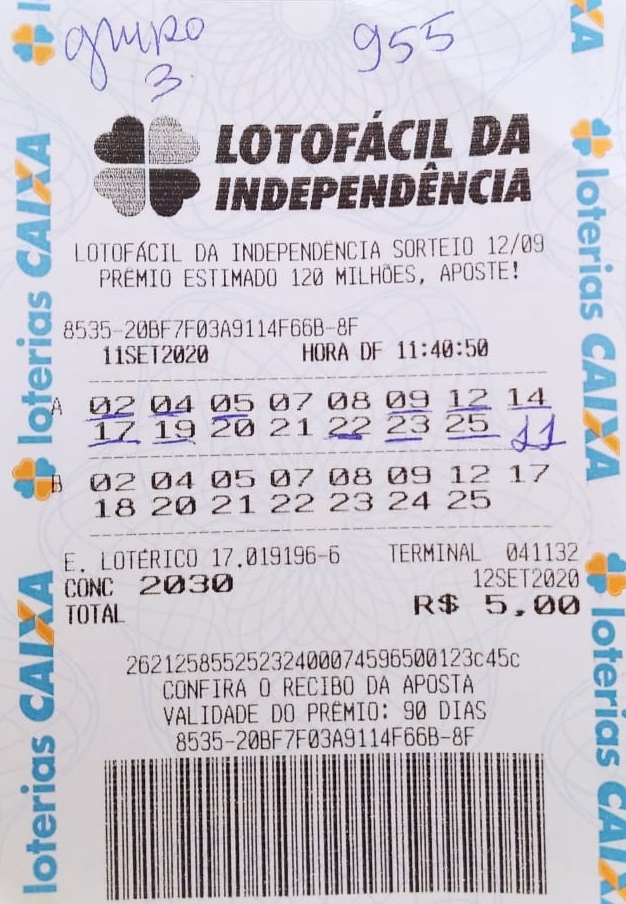 grupo 955
3
LOTOFÁCIL DA
INDEPENDÊNCIA
LOTOFÁCIL DA INDEPENDÊNCIA SORTEIO 12/09
PRÊMIO ESTIMADO 120 MILHÕES, APOSTE!
8535-20BF7F03A9114F66B-8F
11SET2020 HORA DF 11:40:50
A 02 04 05 07 08 09 12 14
17 19 20 21 22 23 25 11
B 02 04 05 07 08 09 12 17
18 20 21 22 23 24 25
E. LOTÉRICO 17.019196-6 TERMINAL 041132
CONC 2030 12SET2020
TOTAL R$ 5,00
262125855252324000745965 00123c45c
CONFIRA O RECIBO DA APOSTA
VALIDADE DO PRÊMIO: 90 DIAS
8535-20BF7F03A9114F66B-8F
loterias CAIXA
loterias CAIXA
loterias CAIXA
loterias CAIXA